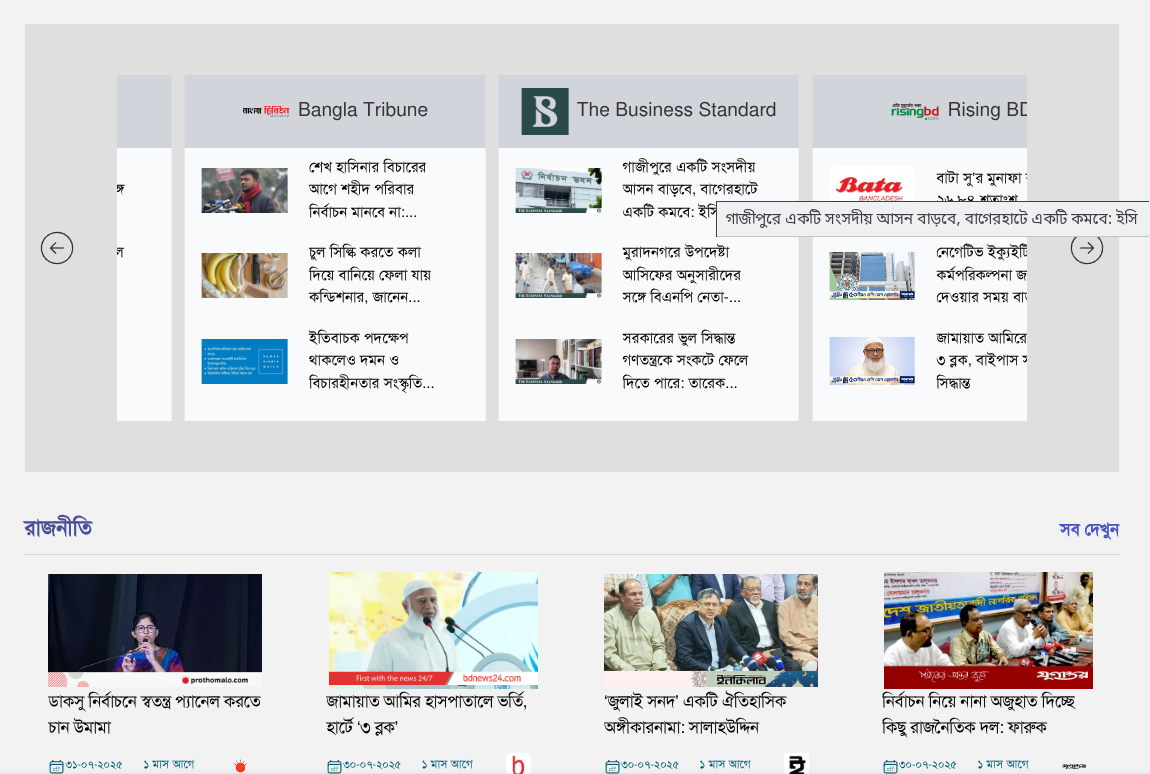 বাংলা ট্রিবিউন Bangla Tribune
শেখ হাসিনার বিচারের
আগে শহীদ পরিবার
নির্বাচন মানবে না:...
চুল সিল্কি করতে কলা
দিয়ে বানিয়ে ফেলা যায়
কন্ডিশনার, জানেন...
ইতিবাচক পদক্ষেপ
থাকলেও দমন ও
বিচারহীনতার সংস্কৃতি...
The Business Standard
নির্বাচন ভবন
গাজীপুরে একটি সংসদীয়
আসন বাড়বে, বাগেরহাটে
একটি কমবে: ইসি
গাজীপুরে একটি সংসদীয় আসন বাড়বে, বাগেরহাটে একটি কমবে: ইসি
মুরাদনগরে উপদেষ্টা
আসিফের অনুসারীদের
সঙ্গে বিএনপি নেতা-...
সরকারের ভুল সিদ্ধান্ত
গণতন্ত্রকে সংকটে ফেলে
দিতে পারে: তারেক...
risingbd Rising BD
Bata
BANGLADESH
বাটা সু'র মুনাফা
নেগেটিভ ইক্যুইটি
কর্মপরিকল্পনা
দেওয়ার সময়
জামায়াত আমিরে
৩ ব্লক, বাইপাস
সিদ্ধান্ত
রাজনীতি
সব দেখুন
prothomalo.com
ডাকসু নির্বাচনে স্বতন্ত্র প্যানেল করতে
চান উমামা
৩১-০৭-২০২৫ ১ মাস আগে
First with the news 24/7 bdnews24.com
জামায়াত আমির হাসপাতালে ভর্তি,
হার্টে ‘৩ ব্লক’
৩০-০৭-২০২৫ ১ মাস আগে
ইনকিলাব
‘জুলাই সনদ’ একটি ঐতিহাসিক
অঙ্গীকারনামা: সালাহউদ্দিন
৩০-০৭-২০২৫ ১ মাস আগে
যুগান্তর
নির্বাচন নিয়ে নানা অজুহাত দিচ্ছে
কিছু রাজনৈতিক দল: ফারুক
৩০-০৭-২০২৫ ১ মাস আগে